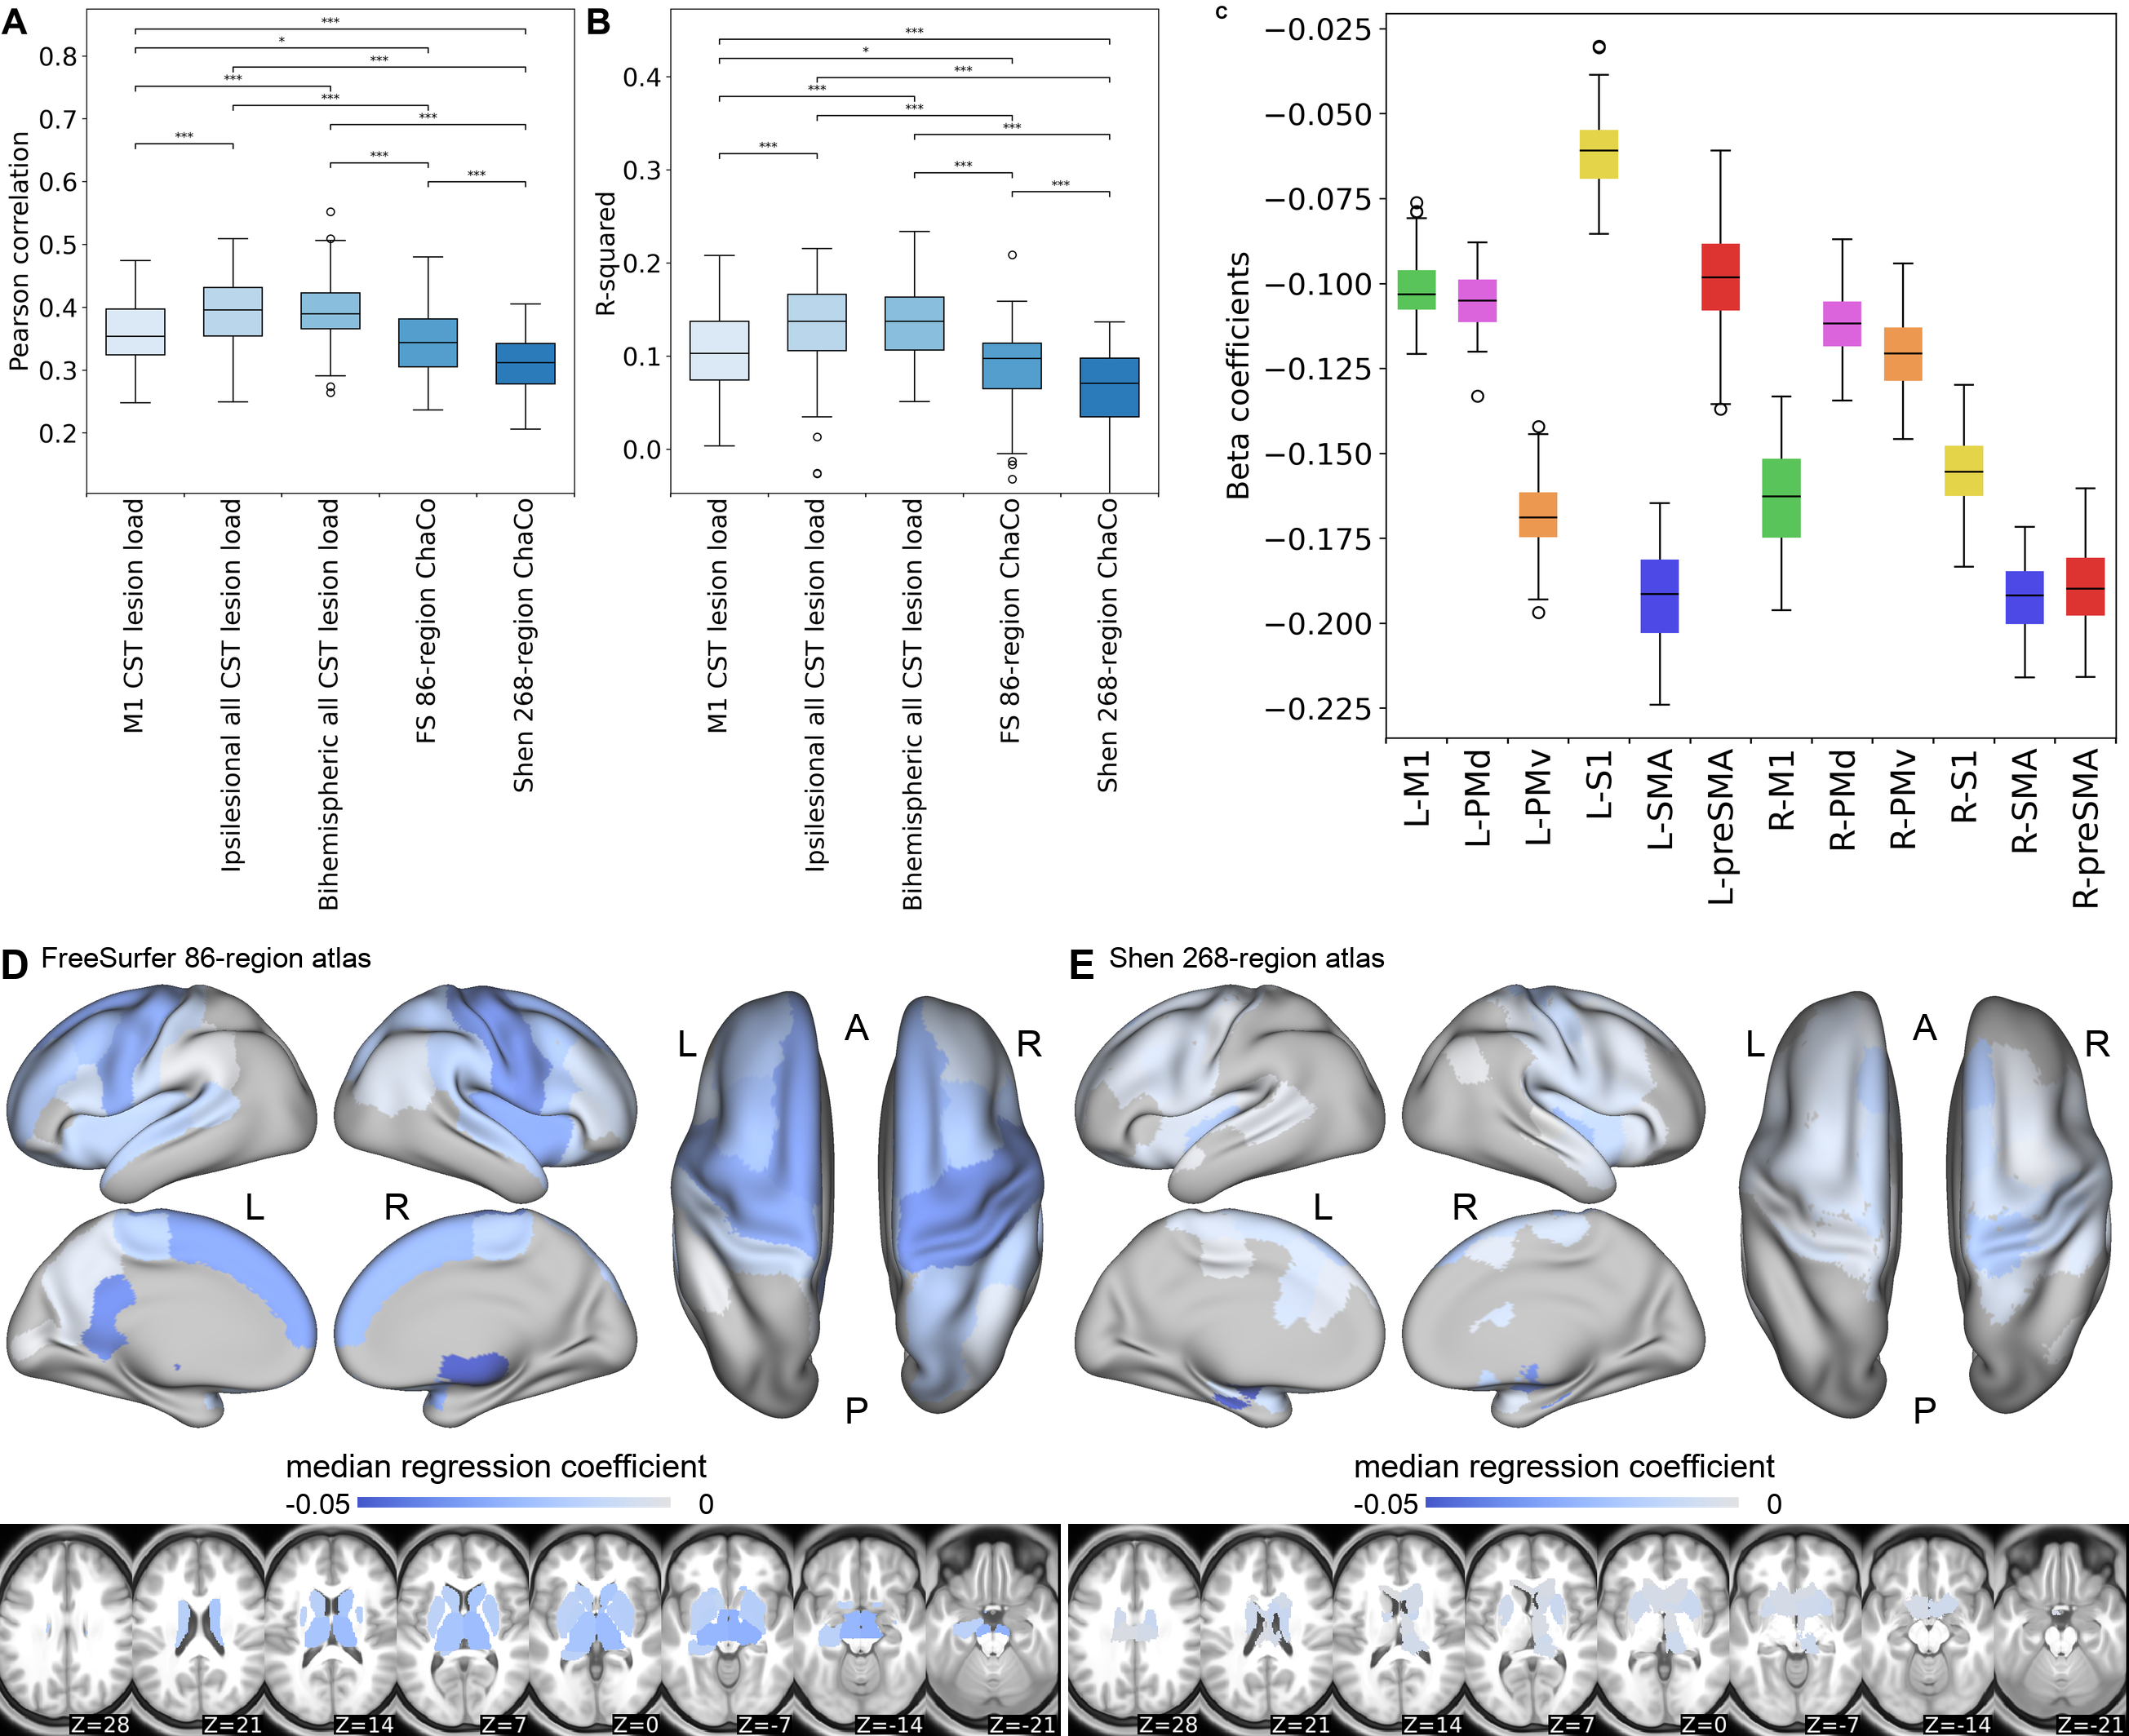 A
Pearson correlation
0.8
0.7
0.6
0.5
0.4
0.3
0.2
***
*
***
***
***
***
***
***
***
M1 CST lesion load
Ipsilesional all CST lesion load
Bihemispheric all CST lesion load
FS 86-region ChaCo
Shen 268-region ChaCo
B
R-squared
0.4
0.3
0.2
0.1
0.0
***
*
***
***
***
***
***
***
***
M1 CST lesion load
Ipsilesional all CST lesion load
Bihemispheric all CST lesion load
FS 86-region ChaCo
Shen 268-region ChaCo
c
Beta coefficients
−0.025
−0.050
−0.075
−0.100
−0.125
−0.150
−0.175
−0.200
−0.225
L-M1
L-PMd
L-PMv
L-S1
L-SMA
L-preSMA
R-M1
R-PMd
R-PMv
R-S1
R-SMA
R-preSMA
D FreeSurfer 86-region atlas
L
A
R
L
R
P
median regression coefficient
-0.05 0
Z=28 Z=21 Z=14 Z=7 Z=0 Z=-7 Z=-14 Z=-21
E Shen 268-region atlas
L
A
R
L
R
P
median regression coefficient
-0.05 0
Z=28 Z=21 Z=14 Z=7 Z=0 Z=-7 Z=-14 Z=-21